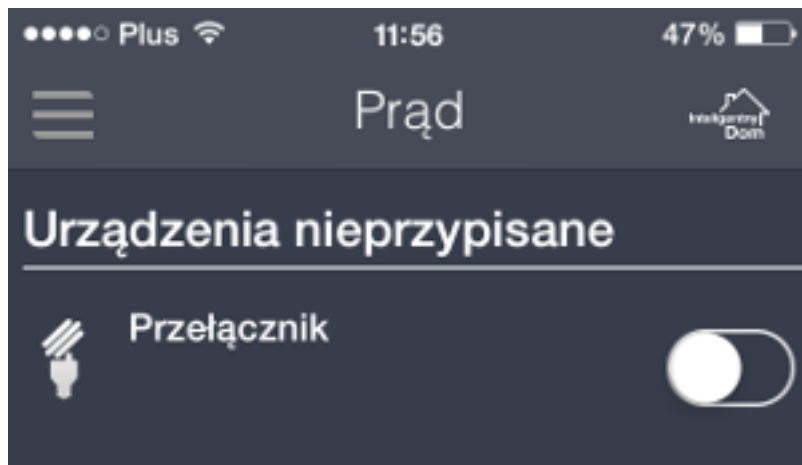 Plus 11:56 47%
Prąd
Inteligentny
Dom
Urządzenia nieprzypisane
Przełącznik